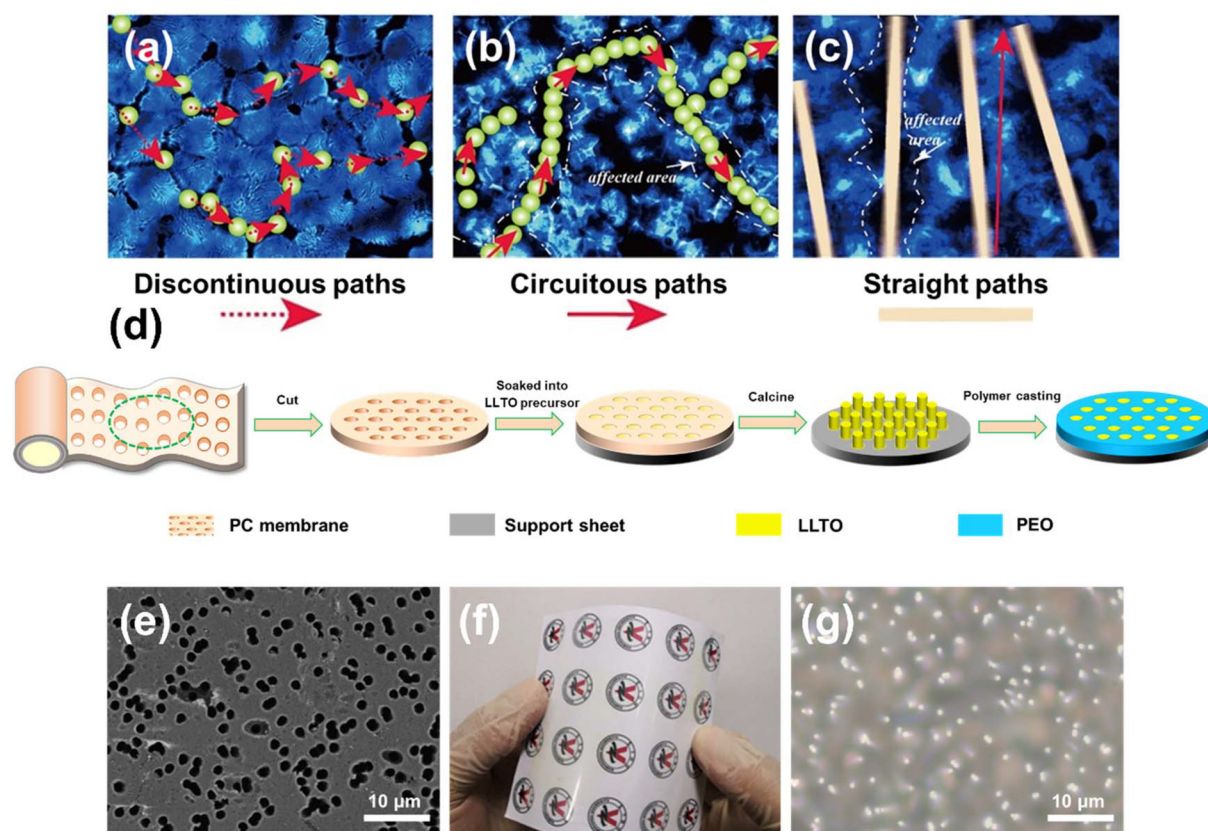 (a)
(b)
(c)
affected area
affected
area
Discontinuous paths
Circuitous paths
Straight paths
(d)
Cut
Soaked into
LLTO precursor
Calcine
Polymer casting
PC membrane
Support sheet
LLTO
PEO
(e)
(f)
(g)
10 μm
10 μm